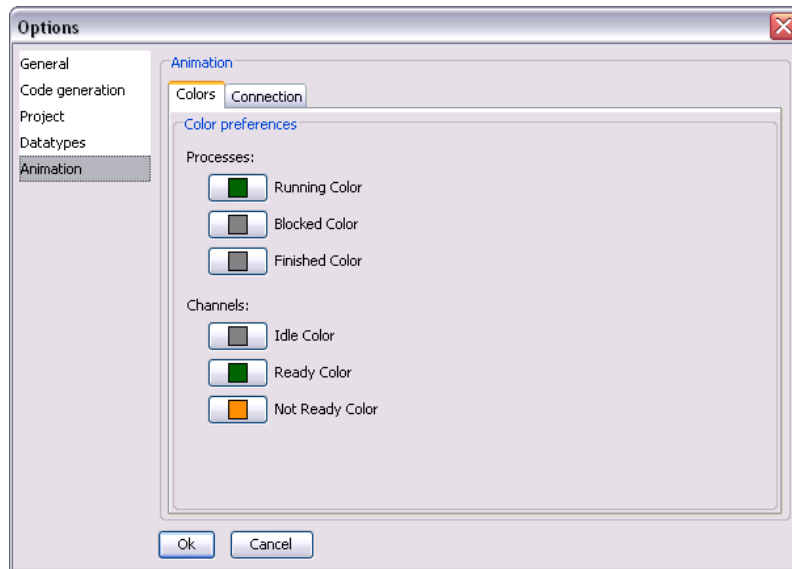 Options
General
Code generation
Project
Datatypes
Animation
Animation
Colors
Connection
Color preferences
Processes:
Running Color
Blocked Color
Finished Color
Channels:
Idle Color
Ready Color
Not Ready Color
Ok
Cancel